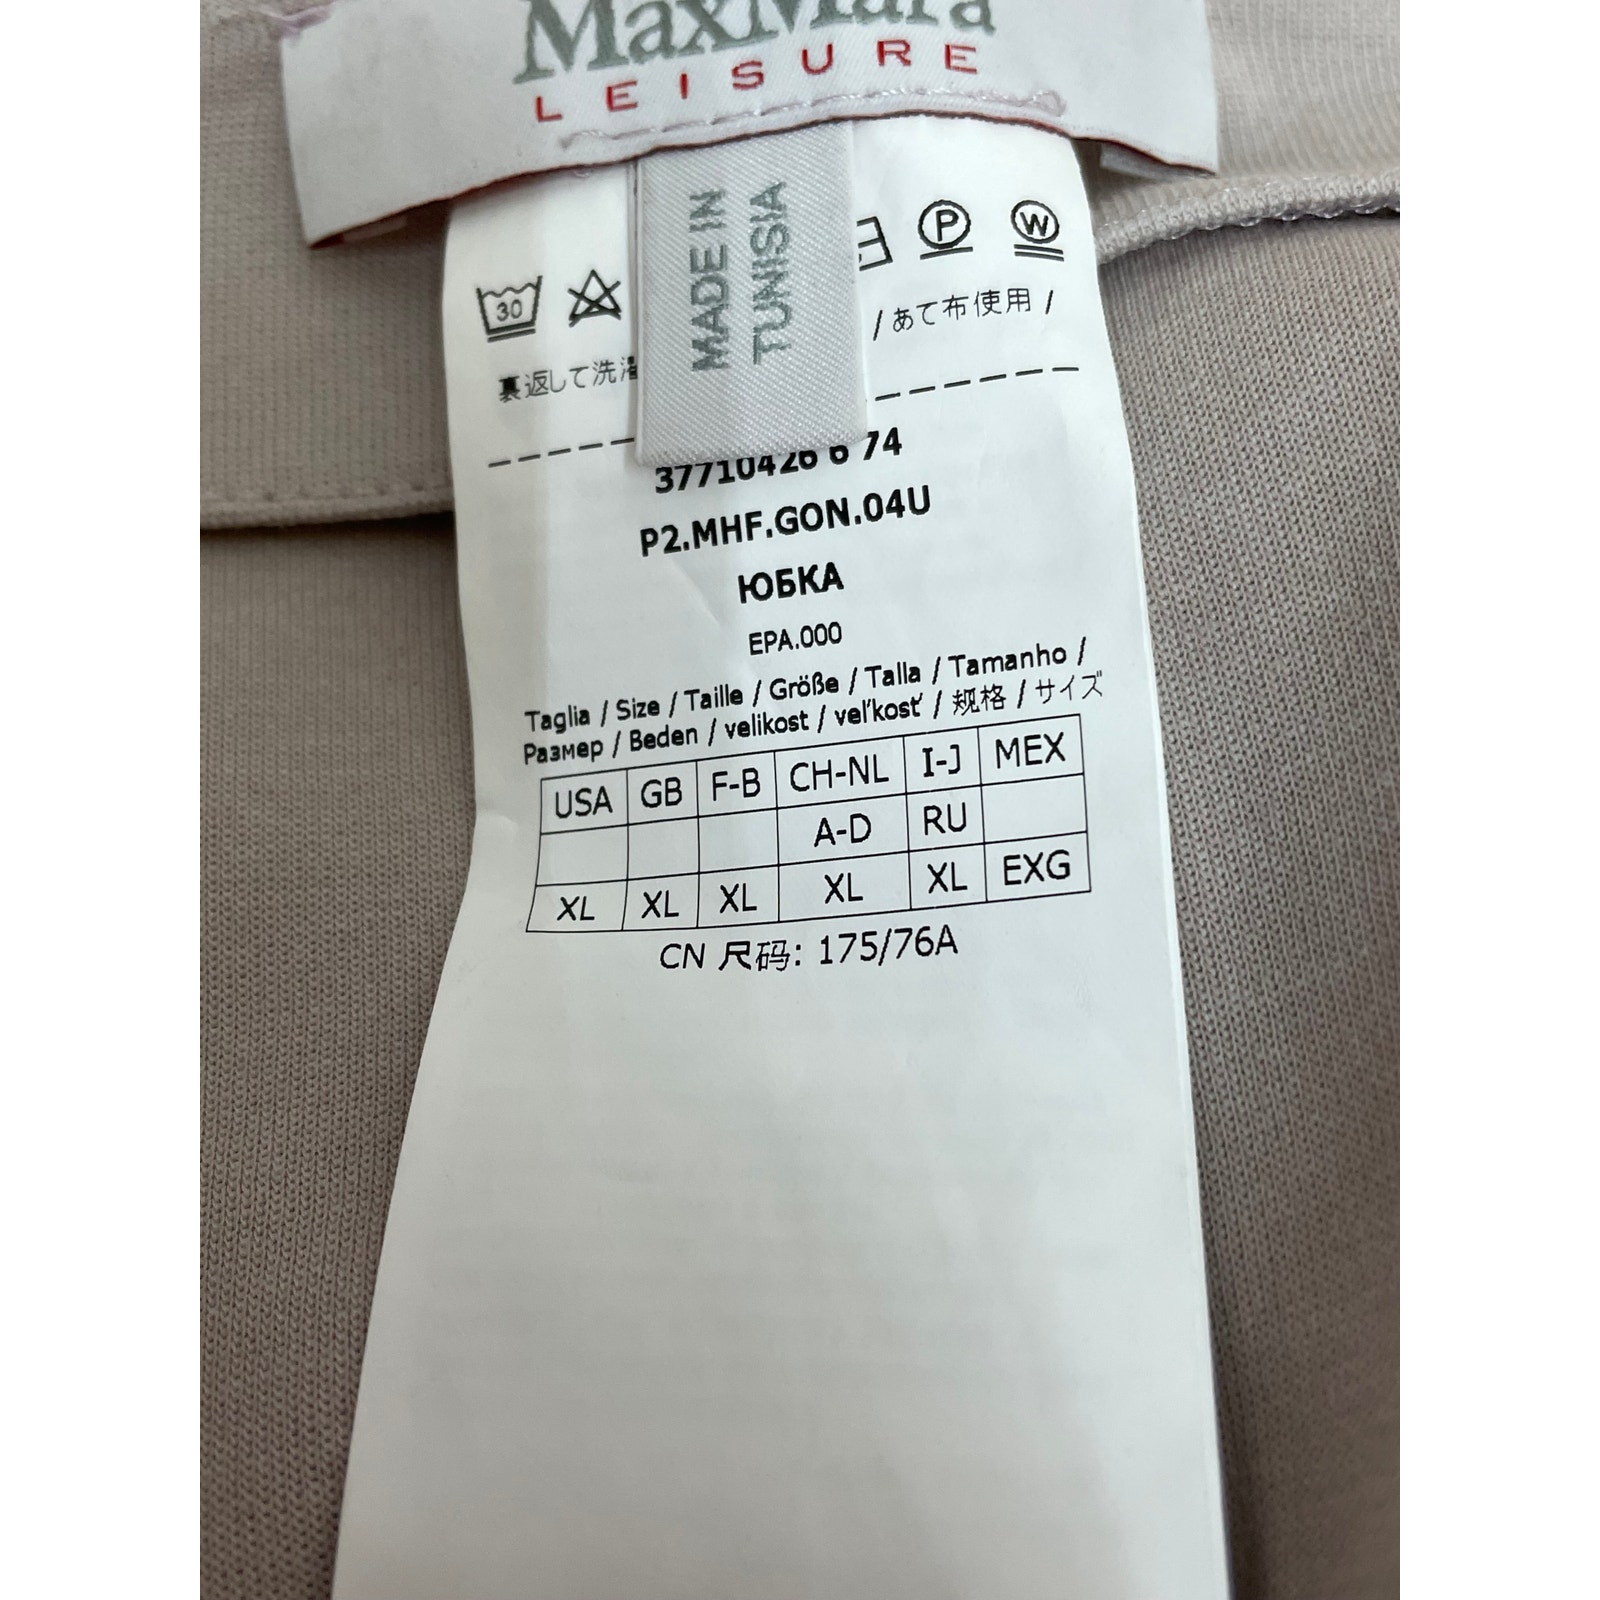 MaxMara
LEISURE
MADE IN
TUNISIA
30
P
W
裏返して洗濯
/ あて布使用 /
37710426 6 74
P2.MHF.GON.04U
ЮБКА
EPA.000
Taglia / Size / Taille / Größe / Talla / Tamanho /
Размер / Beden / velikost / veľkosť / 规格 / サイズ
USA GB F-B CH-NL I-J MEX
A-D RU
XL XL XL XL XL EXG
CN 尺码: 175/76A